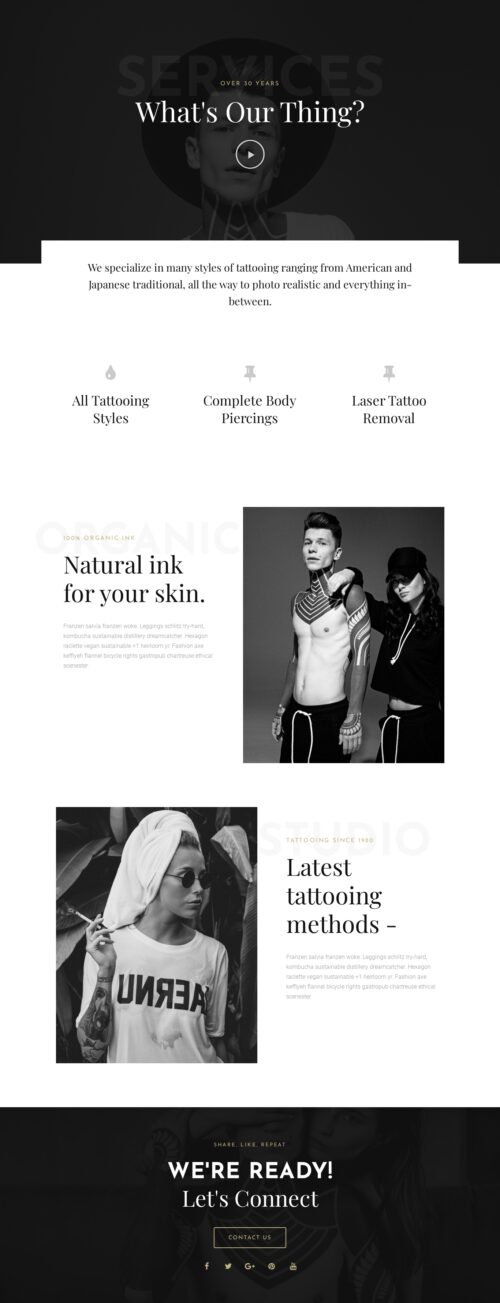 SERVICES
OVER 30 YEARS
What's Our Thing?
We specialize in many styles of tattooing ranging from American and
Japanese traditional, all the way to photo realistic and everything in-
between.
All Tattooing
Styles
Complete Body
Piercings
Laser Tattoo
Removal
ORGANIC
100% ORGANIC INK
Natural ink
for your skin.
Franzen salvia franzen woke. Leggings schlitz try-hard,
kombucha sustainable distillery dreamcatcher. Hexagon
raclette vegan sustainable +1 heirloom yr. Fashion axe
keffiyeh flannel bicycle rights gastropub chartreuse ethical
scenester
STUDIO
TATTOOING SINCE 1980
Latest
tattooing
methods -
Franzen salvia franzen woke. Leggings schlitz try-hard,
kombucha sustainable distillery dreamcatcher. Hexagon
raclette vegan sustainable +1 heirloom yr. Fashion axe
keffiyeh flannel bicycle rights gastropub chartreuse ethical
scenester
SHARE, LIKE, REPEAT
WE'RE READY!
Let's Connect
CONTACT US